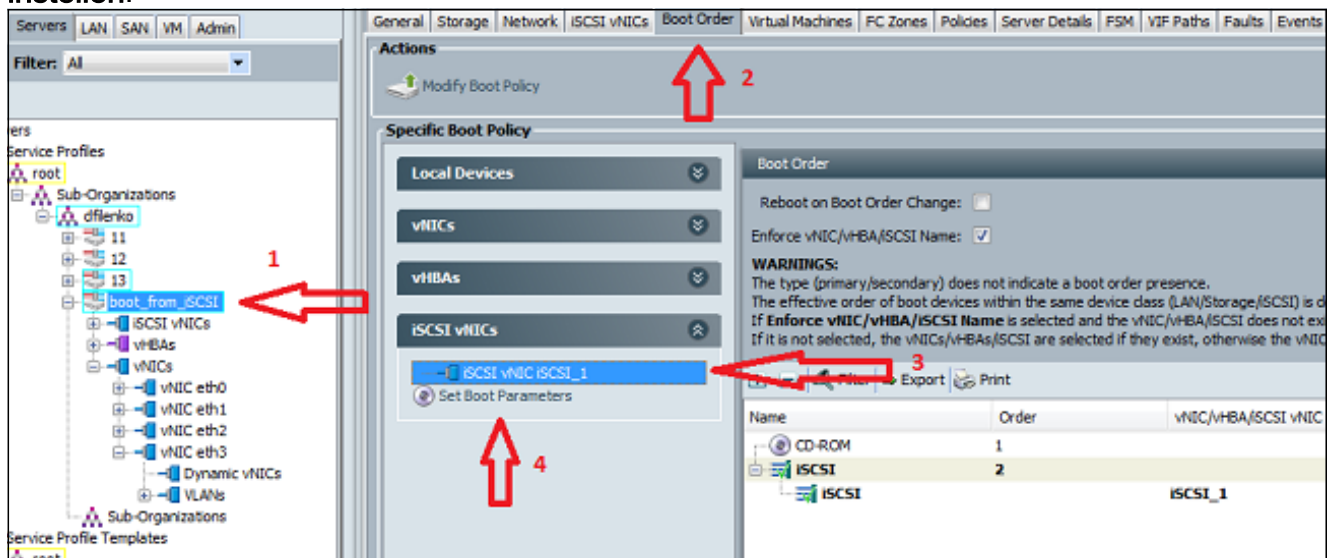 Servers LAN SAN VM Admin
Filter: All
ers
Service Profiles
root
Sub-Organizations
dfilenko
11
12
1
13
boot_from_iSCSI
iSCSI vNICs
vHBAs
vNICs
vNIC eth0
vNIC eth1
vNIC eth2
vNIC eth3
Dynamic vNICs
VLANs
Sub-Organizations
Service Profile Templates
General Storage Network iSCSI vNICs Boot Order Virtual Machines FC Zones Policies Server Details FSM VIF Paths Faults Events
Actions
Modify Boot Policy
2
Specific Boot Policy
Local Devices
vNICs
vHBAs
iSCSI vNICs
iSCSI vNIC iSCSI_1
3
Set Boot Parameters
4
Boot Order
Reboot on Boot Order Change:
Enforce vNIC/vHBA/iSCSI Name:
WARNINGS:
The type (primary/secondary) does not indicate a boot order presence.
The effective order of boot devices within the same device class (LAN/Storage/iSCSI) is d
If Enforce vNIC/vHBA/iSCSI Name is selected and the vNIC/vHBA/iSCSI does not ex
If it is not selected, the vNICs/vHBAs/iSCSI are selected if they exist, otherwise the vNIC
Export Print
Name Order vNIC/vHBA/iSCSI vNIC
CD-ROM 1
iSCSI 2
iSCSI iSCSI_1